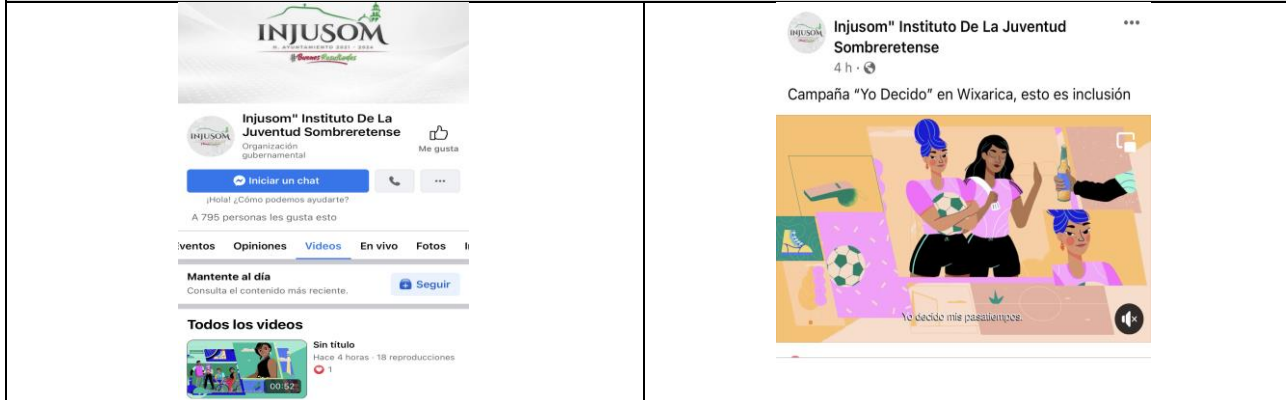 INJUSOM
H. AYUNTAMIENTO 2021 - 2024
#Buenos Resultados
INJUSOM
Injusom" Instituto De La
Juventud Sombreretense
Organización
gubernamental
Me gusta
Iniciar un chat
¡Hola! ¿Cómo podemos ayudarte?
A 795 personas les gusta esto
ventos Opiniones Videos En vivo Fotos I
Mantente al día
Consulta el contenido más reciente.
Seguir
Todos los videos
Sin título
Hace 4 horas · 18 reproducciones
1
00:52
INJUSOM
Injusom" Instituto De La Juventud
Sombreretense
4 h ·
Campaña “Yo Decido” en Wixarica, esto es inclusión
Yo decido mis pasatiempos.